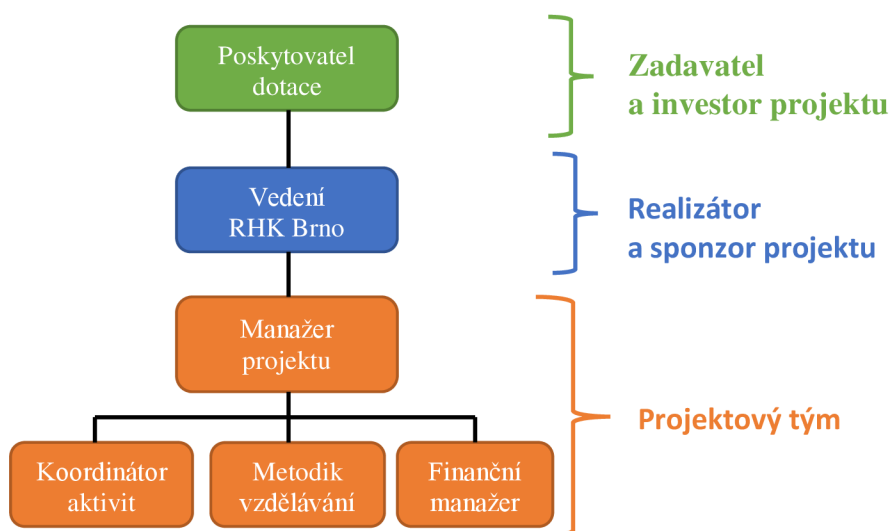 Poskytovatel
dotace
Zadavatel
a investor projektu
Vedení
RHK Brno
Realizátor
a sponzor projektu
Manažer
projektu
Projektový tým
Koordinátor
aktivit
Metodik
vzdělávání
Finanční
manažer